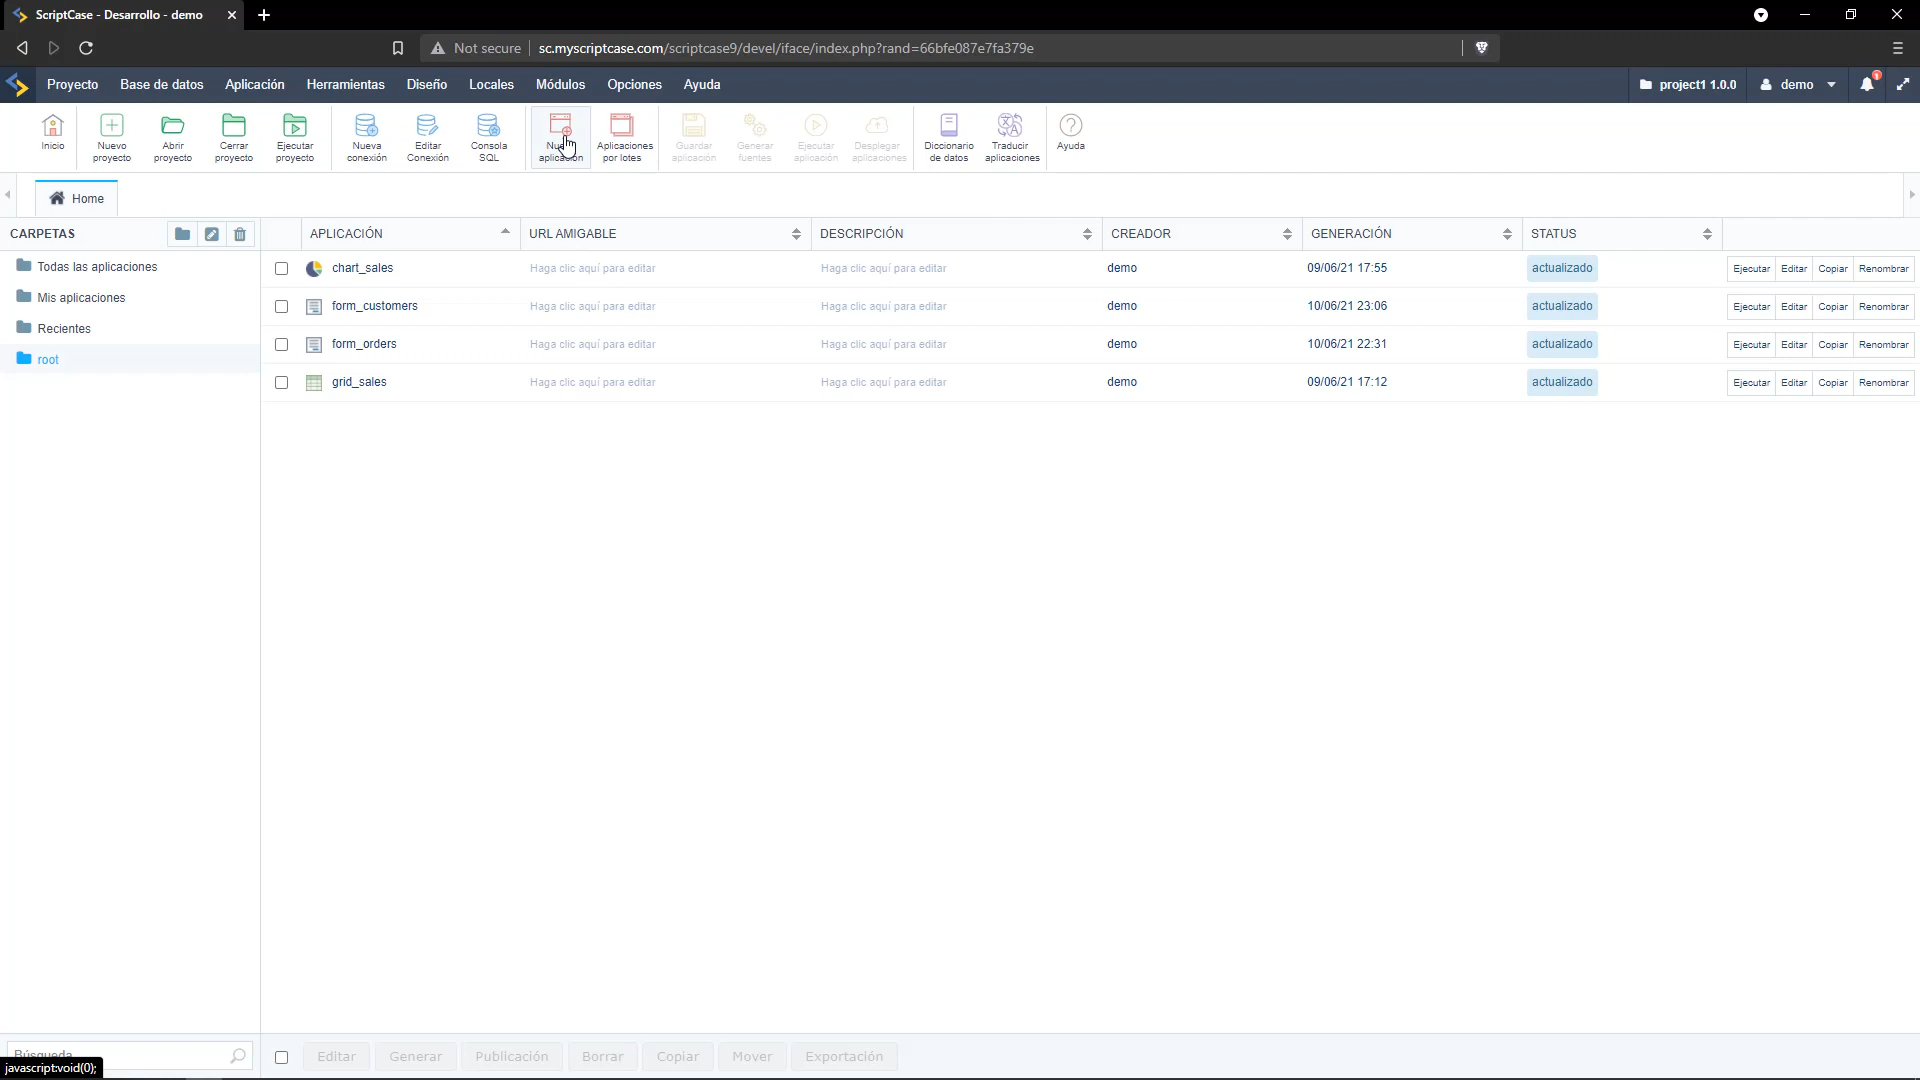 ScriptCase - Desarrollo - demo
Not secure
sc.myscriptcase.com/scriptcase9/devel/iface/index.php?rand=66bfe087e7fa379e
Proyecto Base de datos Aplicación Herramientas Diseño Locales Módulos Opciones Ayuda
project1 1.0.0
demo
1
Inicio
Nuevo proyecto
Abrir proyecto
Cerrar proyecto
Ejecutar proyecto
Nueva conexión
Editar Conexión
Consola SQL
aplicación
Aplicaciones por lotes
Guardar aplicación
Generar fuentes
Ejecutar aplicación
Desplegar aplicaciones
Diccionario de datos
Traducir aplicaciones
Ayuda
Home
CARPETAS
Todas las aplicaciones
Mis aplicaciones
Recientes
root
APLICACIÓN URL AMIGABLE DESCRIPCIÓN CREADOR GENERACIÓN STATUS
chart_sales Haga clic aquí para editar Haga clic aquí para editar demo 09/06/21 17:55 actualizado Ejecutar Editar Copiar Renombrar
form_customers Haga clic aquí para editar Haga clic aquí para editar demo 10/06/21 23:06 actualizado Ejecutar Editar Copiar Renombrar
form_orders Haga clic aquí para editar Haga clic aquí para editar demo 10/06/21 22:31 actualizado Ejecutar Editar Copiar Renombrar
grid_sales Haga clic aquí para editar Haga clic aquí para editar demo 09/06/21 17:12 actualizado Ejecutar Editar Copiar Renombrar
javascript:void(0);
Editar Generar Publicación Borrar Copiar Mover Exportación